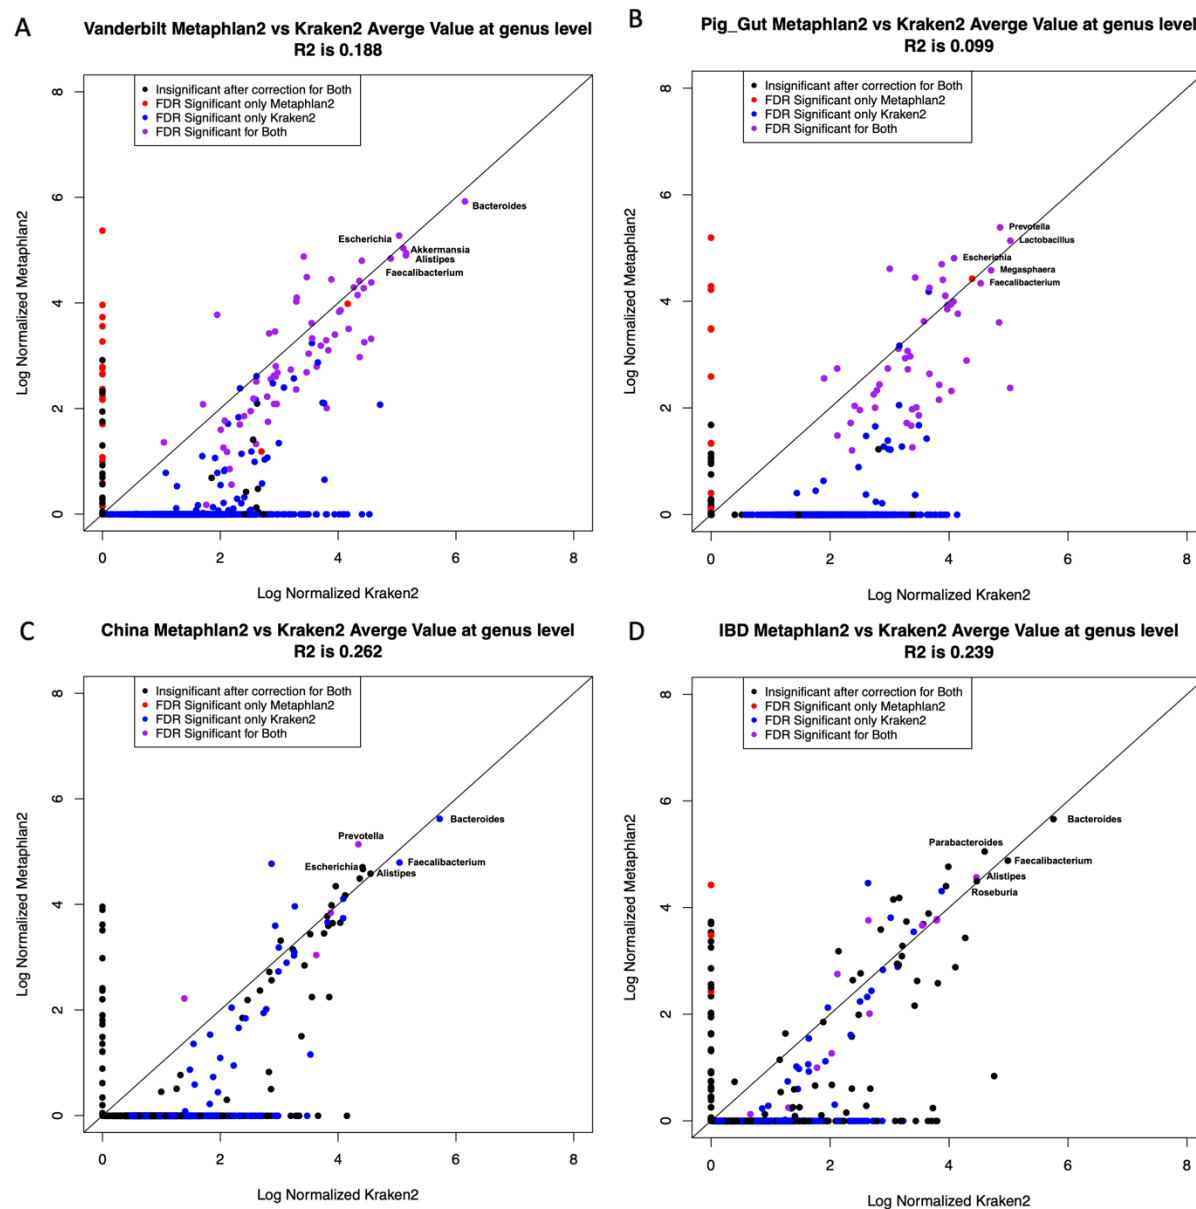 A
Vanderbilt Metaphlan2 vs Kraken2 Averge Value at genus level
R2 is 0.188
Insignificant after correction for Both
FDR Significant only Metaphlan2
FDR Significant only Kraken2
FDR Significant for Both
Bacteroides
Escherichia
Akkermansia
Alistipes
Faecalibacterium
Log Normalized Metaphlan2
0
2
4
6
8
0
2
4
6
8
Log Normalized Kraken2
B
Pig_Gut Metaphlan2 vs Kraken2 Averge Value at genus level
R2 is 0.099
Insignificant after correction for Both
FDR Significant only Metaphlan2
FDR Significant only Kraken2
FDR Significant for Both
Prevotella
Lactobacillus
Escherichia
Megasphaera
Faecalibacterium
Log Normalized Metaphlan2
0
2
4
6
8
0
2
4
6
8
Log Normalized Kraken2
C
China Metaphlan2 vs Kraken2 Averge Value at genus level
R2 is 0.262
Insignificant after correction for Both
FDR Significant only Metaphlan2
FDR Significant only Kraken2
FDR Significant for Both
Bacteroides
Prevotella
Escherichia
Faecalibacterium
Alistipes
Log Normalized Metaphlan2
0
2
4
6
8
0
2
4
6
8
Log Normalized Kraken2
D
IBD Metaphlan2 vs Kraken2 Averge Value at genus level
R2 is 0.239
Insignificant after correction for Both
FDR Significant only Metaphlan2
FDR Significant only Kraken2
FDR Significant for Both
Bacteroides
Parabacteroides
Faecalibacterium
Alistipes
Roseburia
Log Normalized Metaphlan2
0
2
4
6
8
0
2
4
6
8
Log Normalized Kraken2